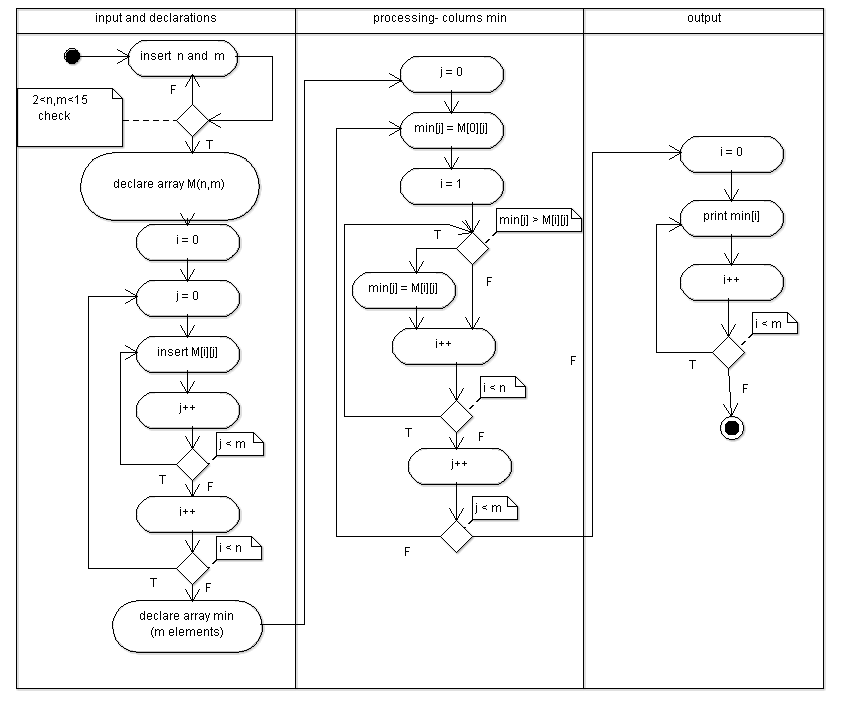 input and declarations
processing- colums min
output
insert n and m
F
2<n,m<15
check
T
declare array M(n,m)
i = 0
j = 0
insert M[i][j]
j++
j < m
T
F
i++
i < n
T
F
declare array min
(m elements)
j = 0
min[j] = M[0][j]
i = 1
min[j] > M[i][j]
T
F
min[j] = M[i][j]
i++
i < n
T
F
j++
j < m
F
F
i = 0
print min[i]
i++
i < m
T
F